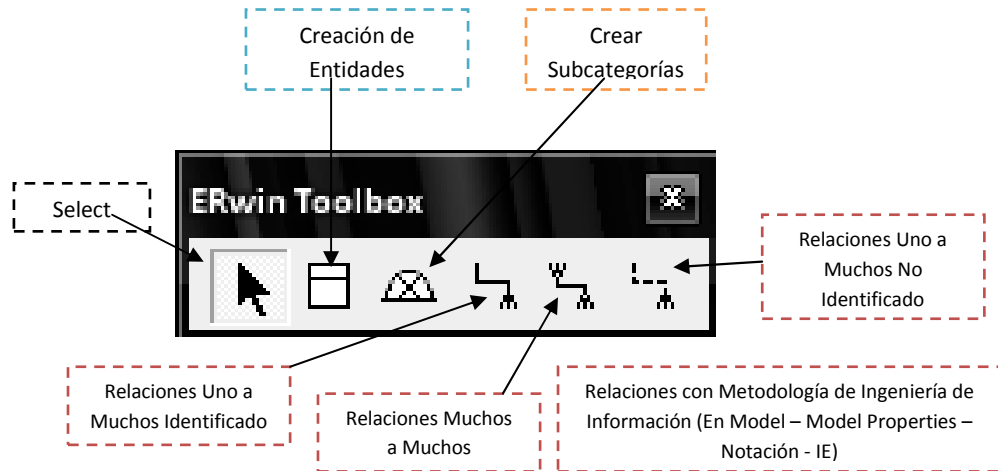 Creación de
Entidades
Crear
Subcategorías
Select
ERwin Toolbox
Relaciones Uno a
Muchos No
Identificado
Relaciones Uno a
Muchos Identificado
Relaciones Muchos
a Muchos
Relaciones con Metodología de Ingeniería de
Información (En Model – Model Properties –
Notación - IE)